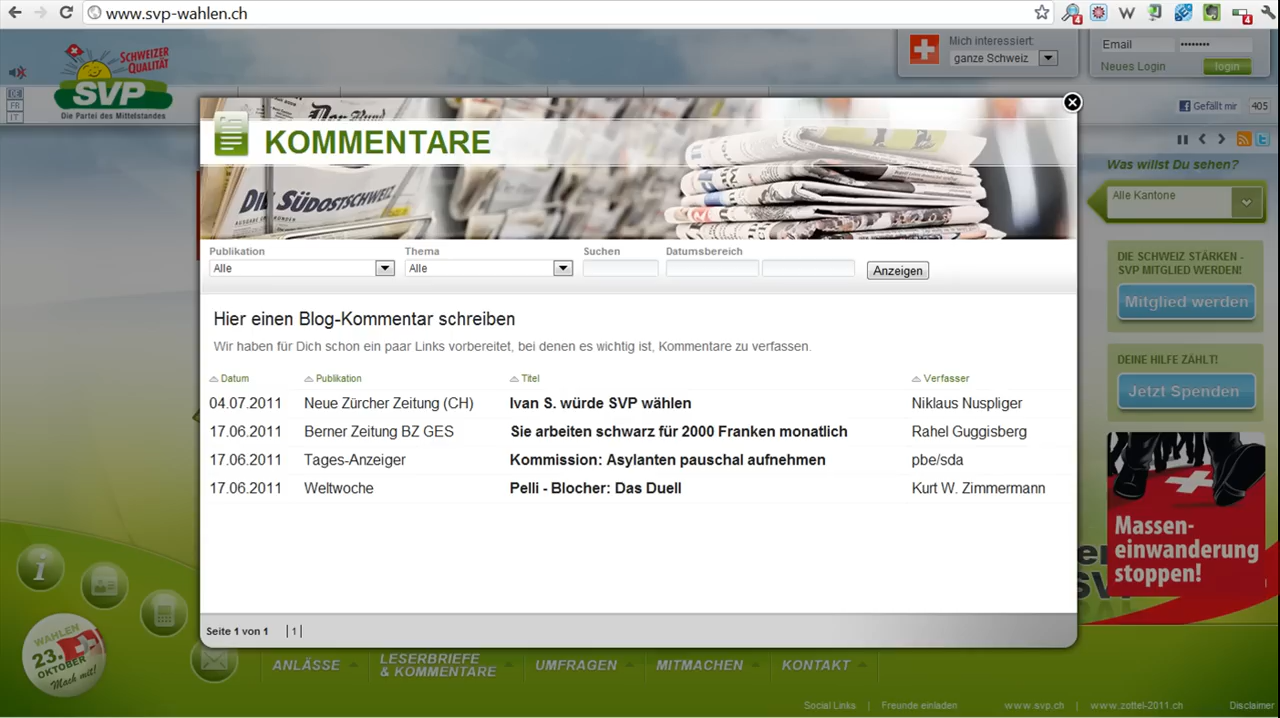 www.svp-wahlen.ch
4
W
4
SCHWEIZER
QUALITÄT
SVP
Die Partei des Mittelstandes
DE
FR
IT
Mich interessiert:
ganze Schweiz
Email
••••••••
Neues Login
login
Gefällt mir
405
Der Bund
DIE SÜDOSTSCHWEIZ
KOMMENTARE
Was willst Du sehen?
Alle Kantone
Publikation
Thema
Suchen
Datumsbereich
Alle
Alle
Anzeigen
DIE SCHWEIZ STÄRKEN -
SVP MITGLIED WERDEN!
Mitglied werden
Hier einen Blog-Kommentar schreiben
Wir haben für Dich schon ein paar Links vorbereitet, bei denen es wichtig ist, Kommentare zu verfassen.
DEINE HILFE ZÄHLT!
Jetzt Spenden
Datum Publikation Titel Verfasser
04.07.2011 Neue Zürcher Zeitung (CH) Ivan S. würde SVP wählen Niklaus Nuspliger
17.06.2011 Berner Zeitung BZ GES Sie arbeiten schwarz für 2000 Franken monatlich Rahel Guggisberg
17.06.2011 Tages-Anzeiger Kommission: Asylanten pauschal aufnehmen pbe/sda
17.06.2011 Weltwoche Pelli - Blocher: Das Duell Kurt W. Zimmermann
Massen-
einwanderung
stoppen!
SVP
i
WAHLEN
23.
OKTOBER
Mach mit!
Seite 1 von 1 | 1 |
ANLÄSSE
LESERBRIEFE
& KOMMENTARE
UMFRAGEN
MITMACHEN
KONTAKT
Social Links | Freunde einladen www.svp.ch | www.zottel-2011.ch Disclaimer